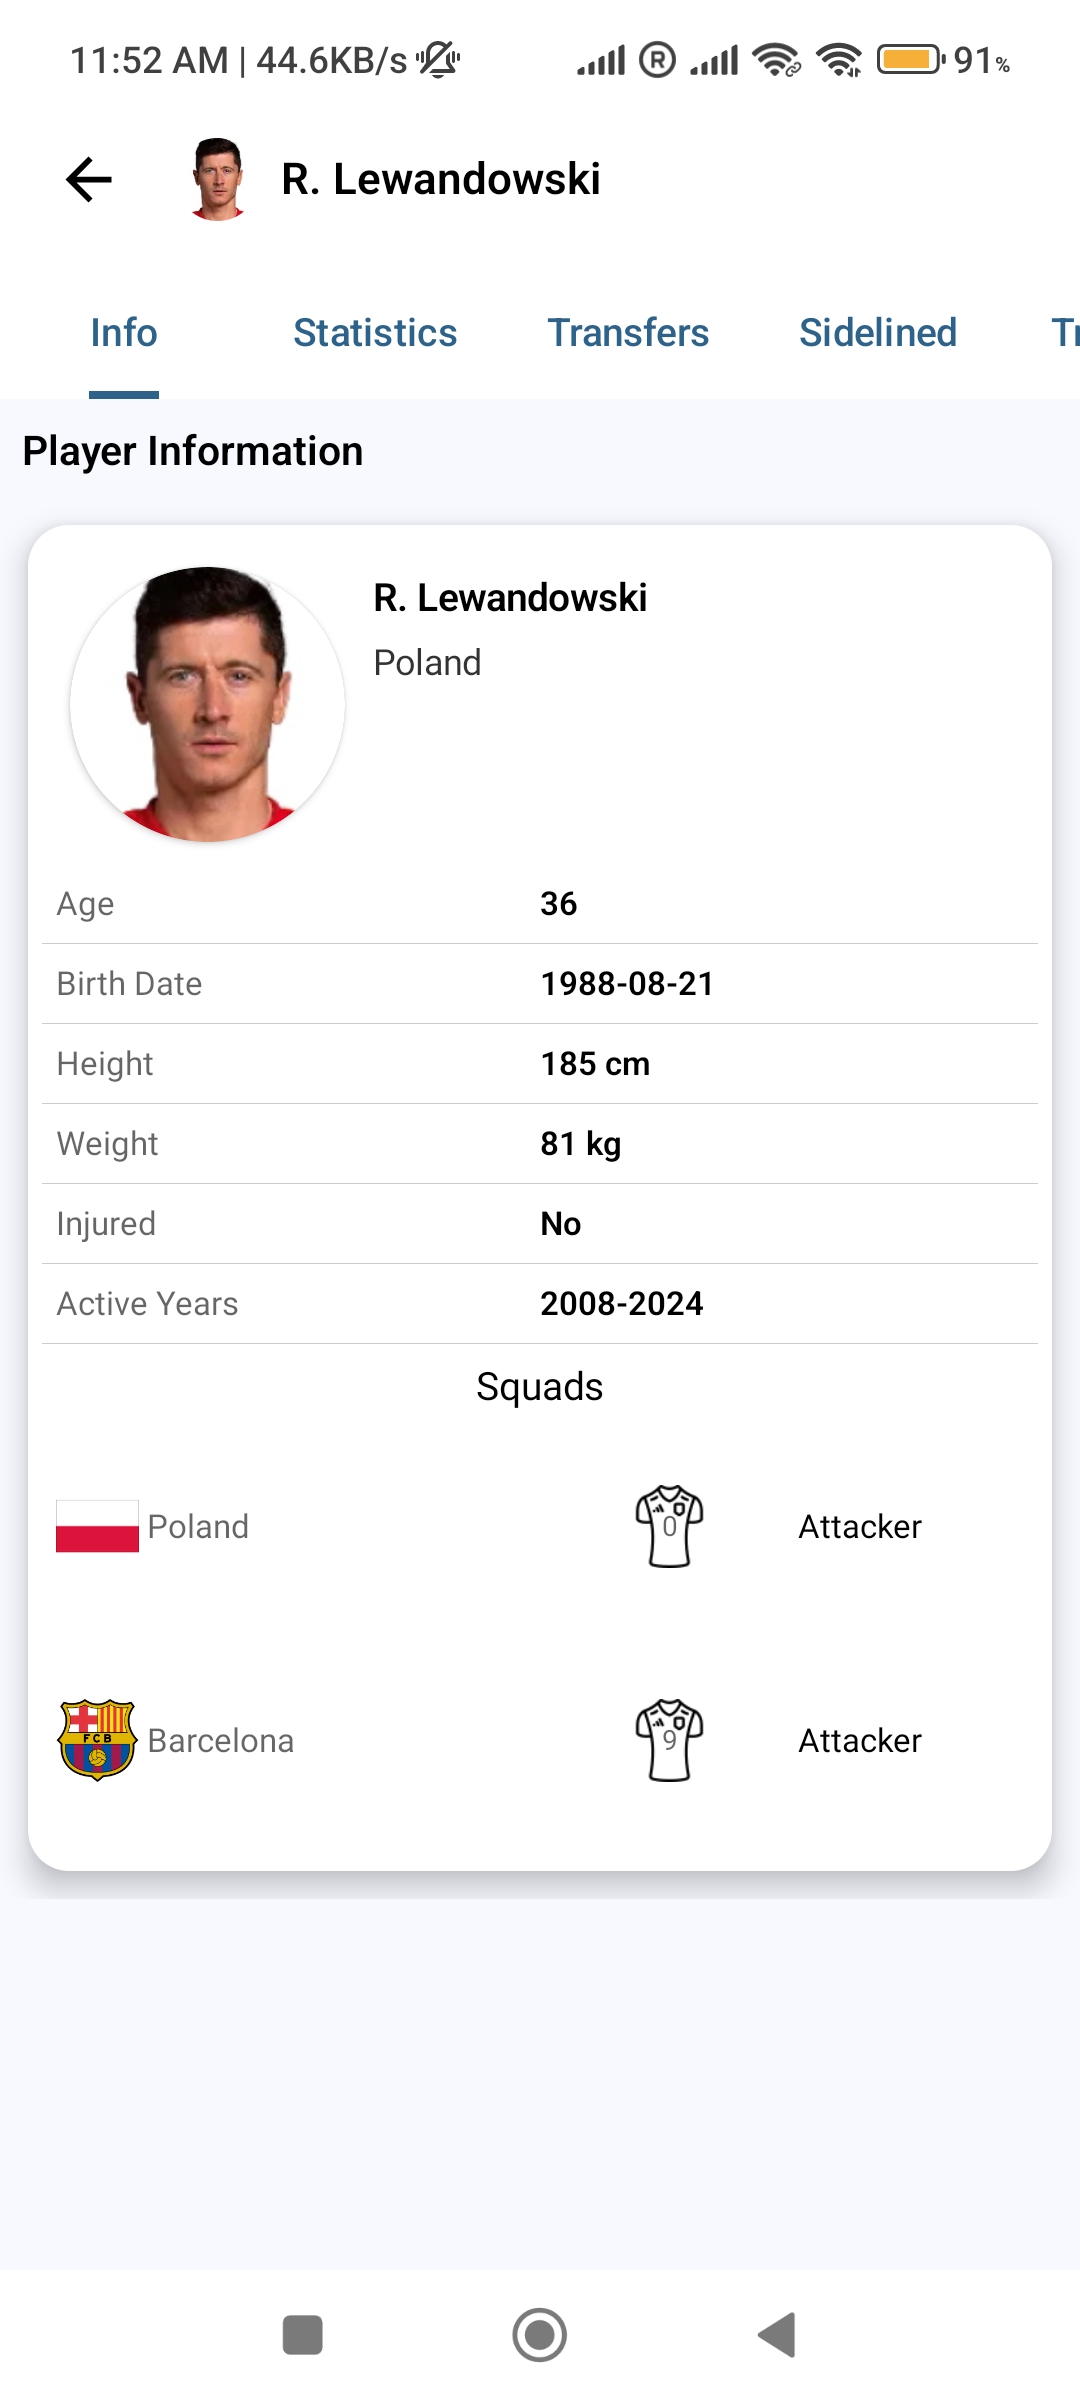 11:52 AM | 44.6KB/s R 91%
R. Lewandowski
Info Statistics Transfers Sidelined Tr
Player Information
R. Lewandowski
Poland
Age 36
Birth Date 1988-08-21
Height 185 cm
Weight 81 kg
Injured No
Active Years 2008-2024
Squads
Poland 0 Attacker
FCB Barcelona 9 Attacker